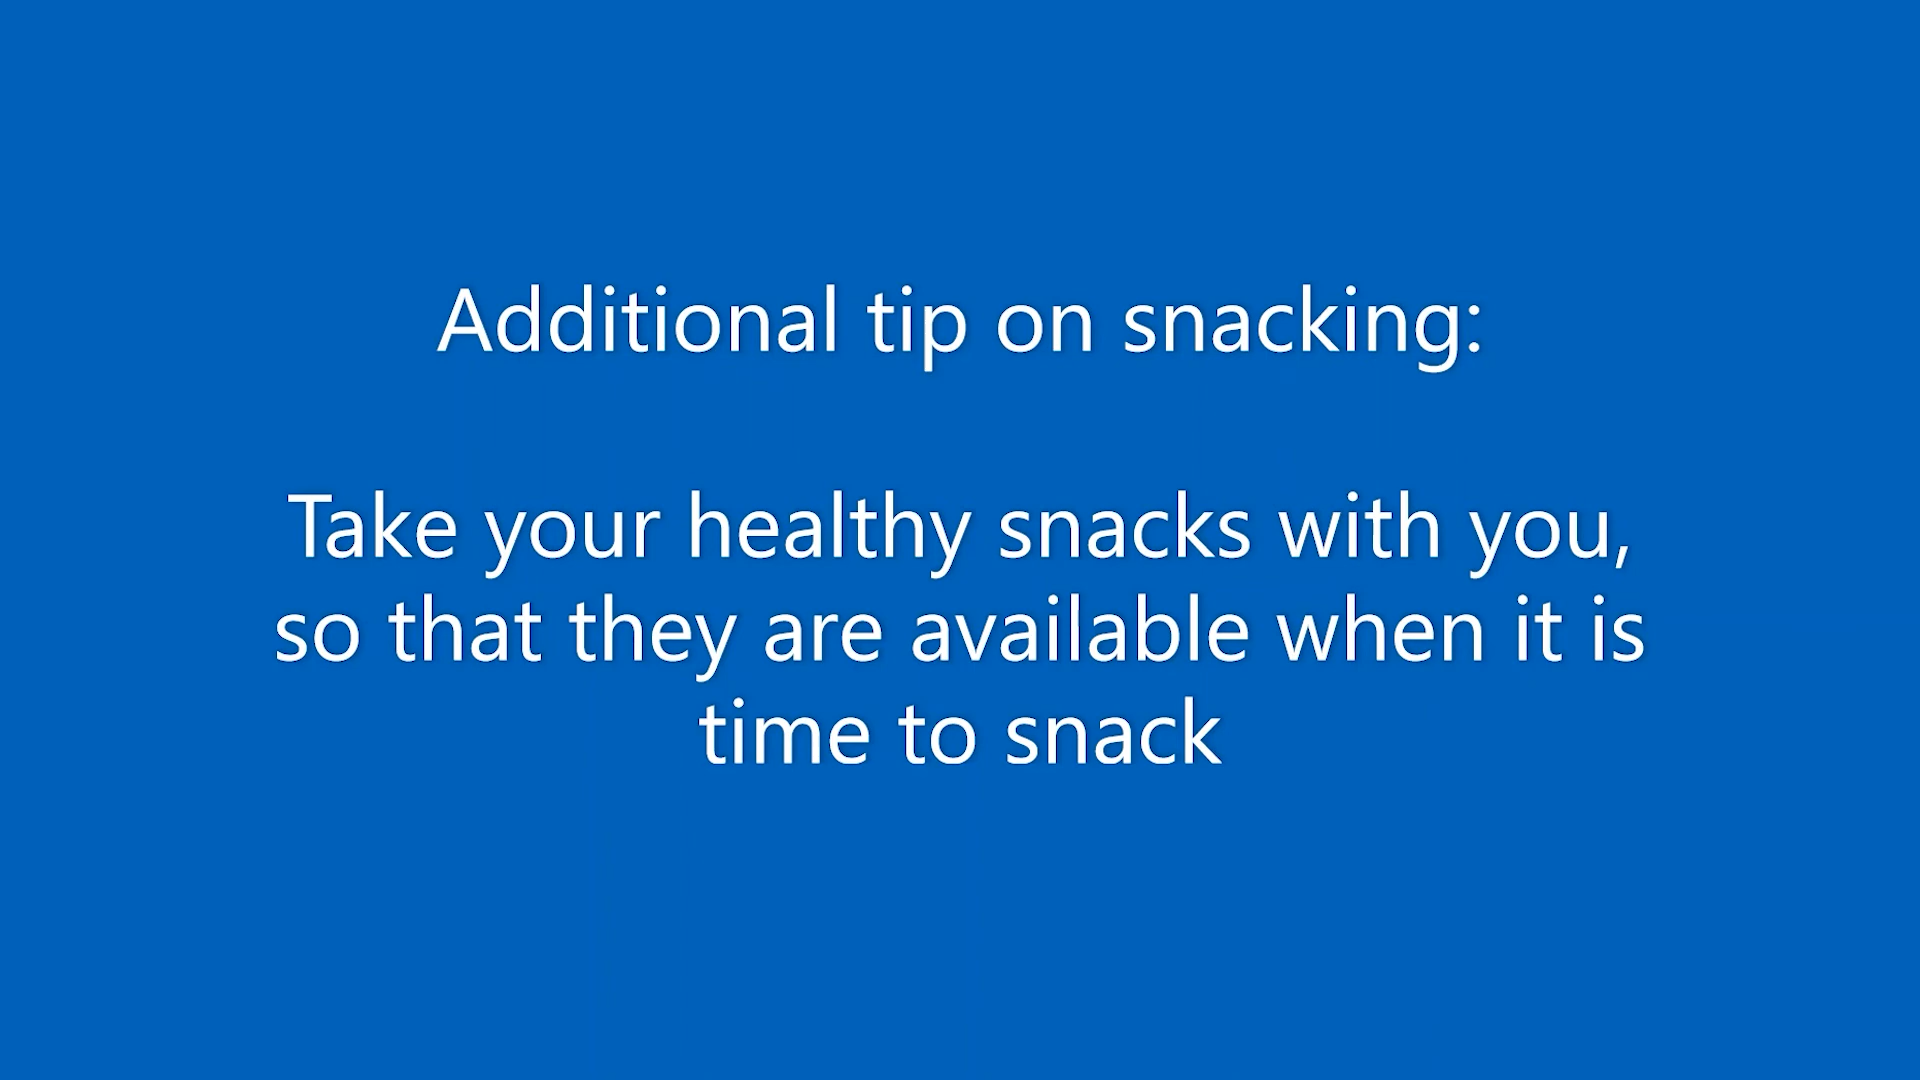 Additional tip on snacking:
Take your healthy snacks with you,
so that they are available when it is
time to snack